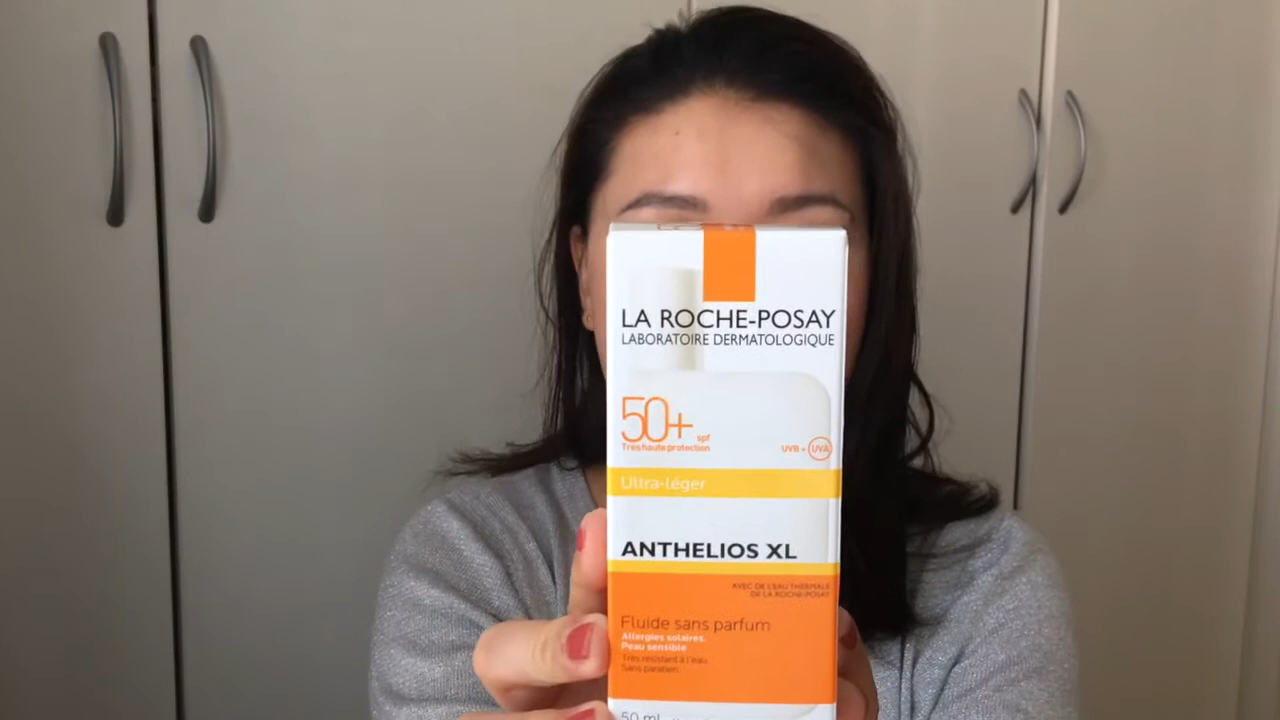 LA ROCHE-POSAY
LABORATOIRE DERMATOLOGIQUE
50+ spf
Très haute protection
UVB + UVA
Ultra-léger
ANTHELIOS XL
AVEC DE L'EAU THERMALE
DE LA ROCHE-POSAY
Fluide sans parfum
Allergies solaires.
Peau sensible
Très résistant à l'eau.
Sans paraben.
50 ml